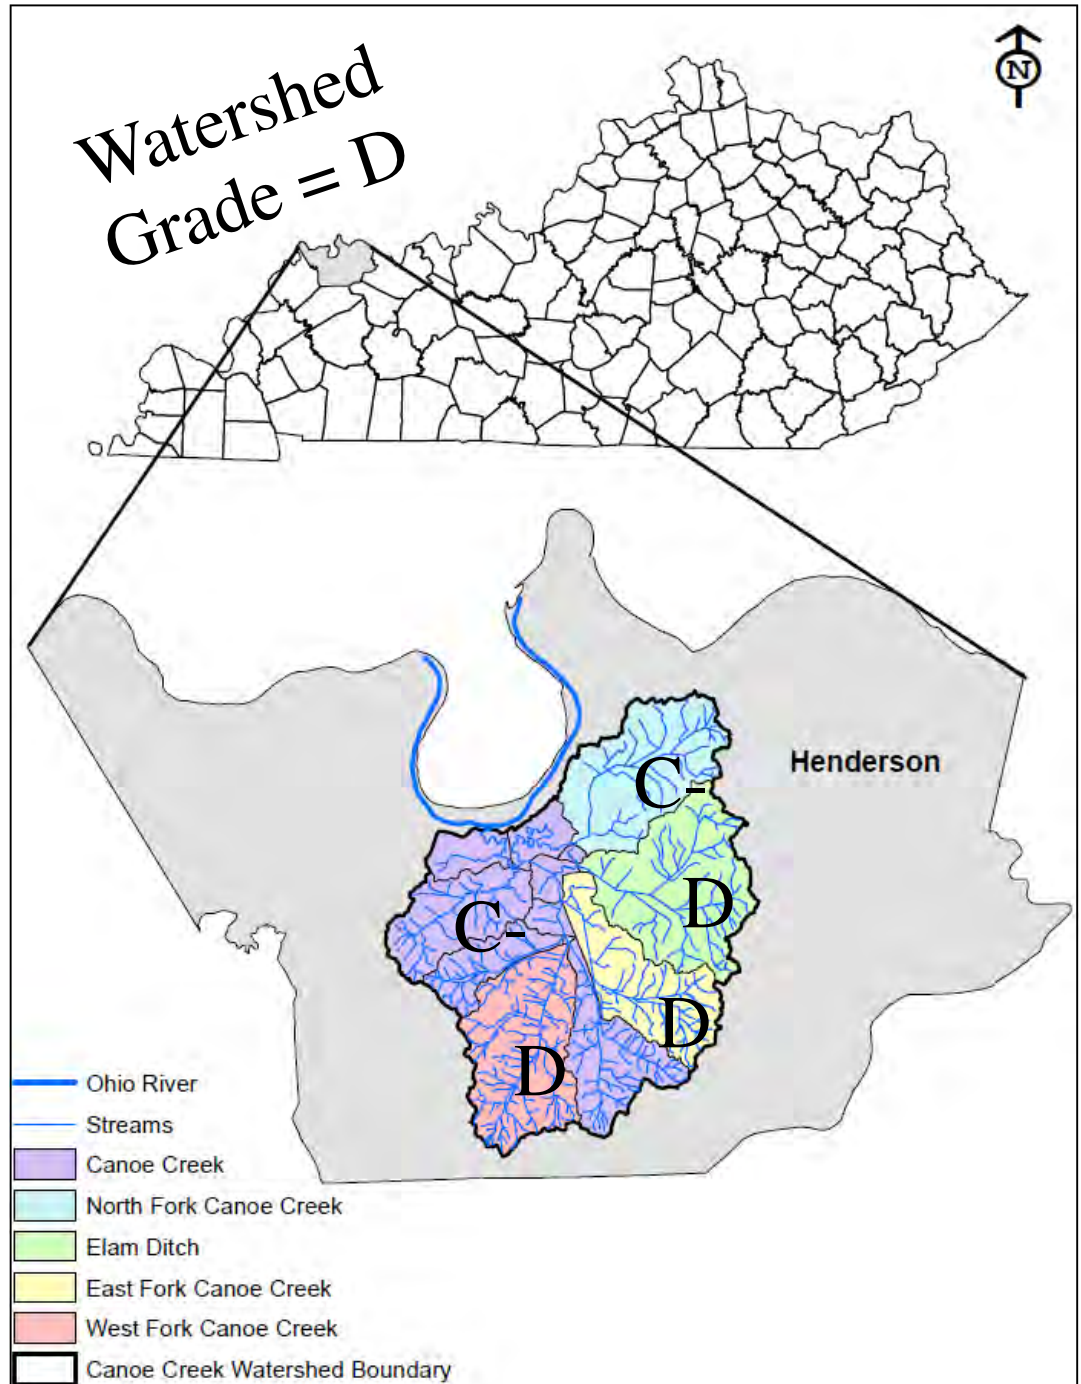 N
Watershed
Grade = D
Henderson
C-
D
C-
D
D
Ohio River
Streams
Canoe Creek
North Fork Canoe Creek
Elam Ditch
East Fork Canoe Creek
West Fork Canoe Creek
Canoe Creek Watershed Boundary